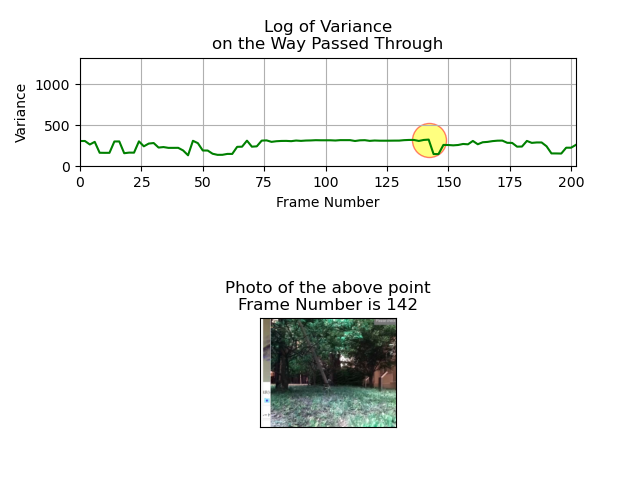 Log of Variance
on the Way Passed Through
Variance
1000
500
0
0 25 50 75 100 125 150 175 200
Frame Number
Photo of the above point
Frame Number is 142